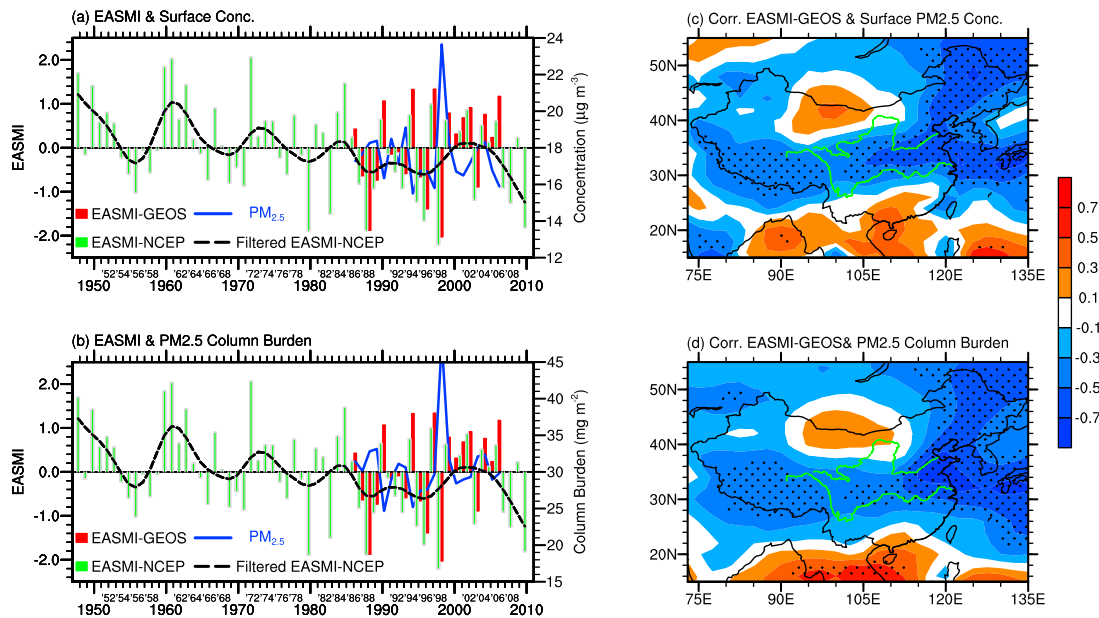 (a) EASMI & Surface Conc.
2.0
1.0
0.0
-1.0
-2.0
EASMI
24
22
20
18
16
14
12
Concentration (µg m-3)
EASMI-GEOS
PM2.5
EASMI-NCEP
Filtered EASMI-NCEP
'52'54'56'58 '62'64'66'68 '72'74'76'78 '82'84'86'88 '92'94'96'98 '02'04'06'08
1950 1960 1970 1980 1990 2000 2010
(c) Corr. EASMI-GEOS & Surface PM2.5 Conc.
50N
40N
30N
20N
75E 90E 105E 120E 135E
(b) EASMI & PM2.5 Column Burden
2.0
1.0
0.0
-1.0
-2.0
EASMI
45
40
35
30
25
20
15
Column Burden (mg m-2)
EASMI-GEOS
PM2.5
EASMI-NCEP
Filtered EASMI-NCEP
'52'54'56'58 '62'64'66'68 '72'74'76'78 '82'84'86'88 '92'94'96'98 '02'04'06'08
1950 1960 1970 1980 1990 2000 2010
(d) Corr. EASMI-GEOS& PM2.5 Column Burden
50N
40N
30N
20N
75E 90E 105E 120E 135E
0.7
0.5
0.3
0.1
-0.1
-0.3
-0.5
-0.7